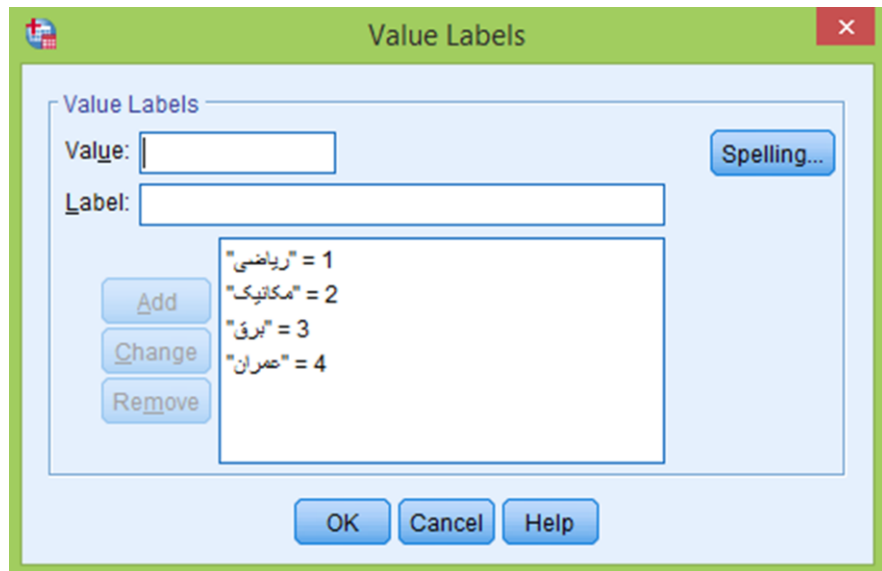 Value Labels
Value Labels
Value:
Spelling...
Label:
1 = "ریاضی"
2 = "مکانیک"
3 = "برق"
4 = "عمران"
Add
Change
Remove
OK
Cancel
Help